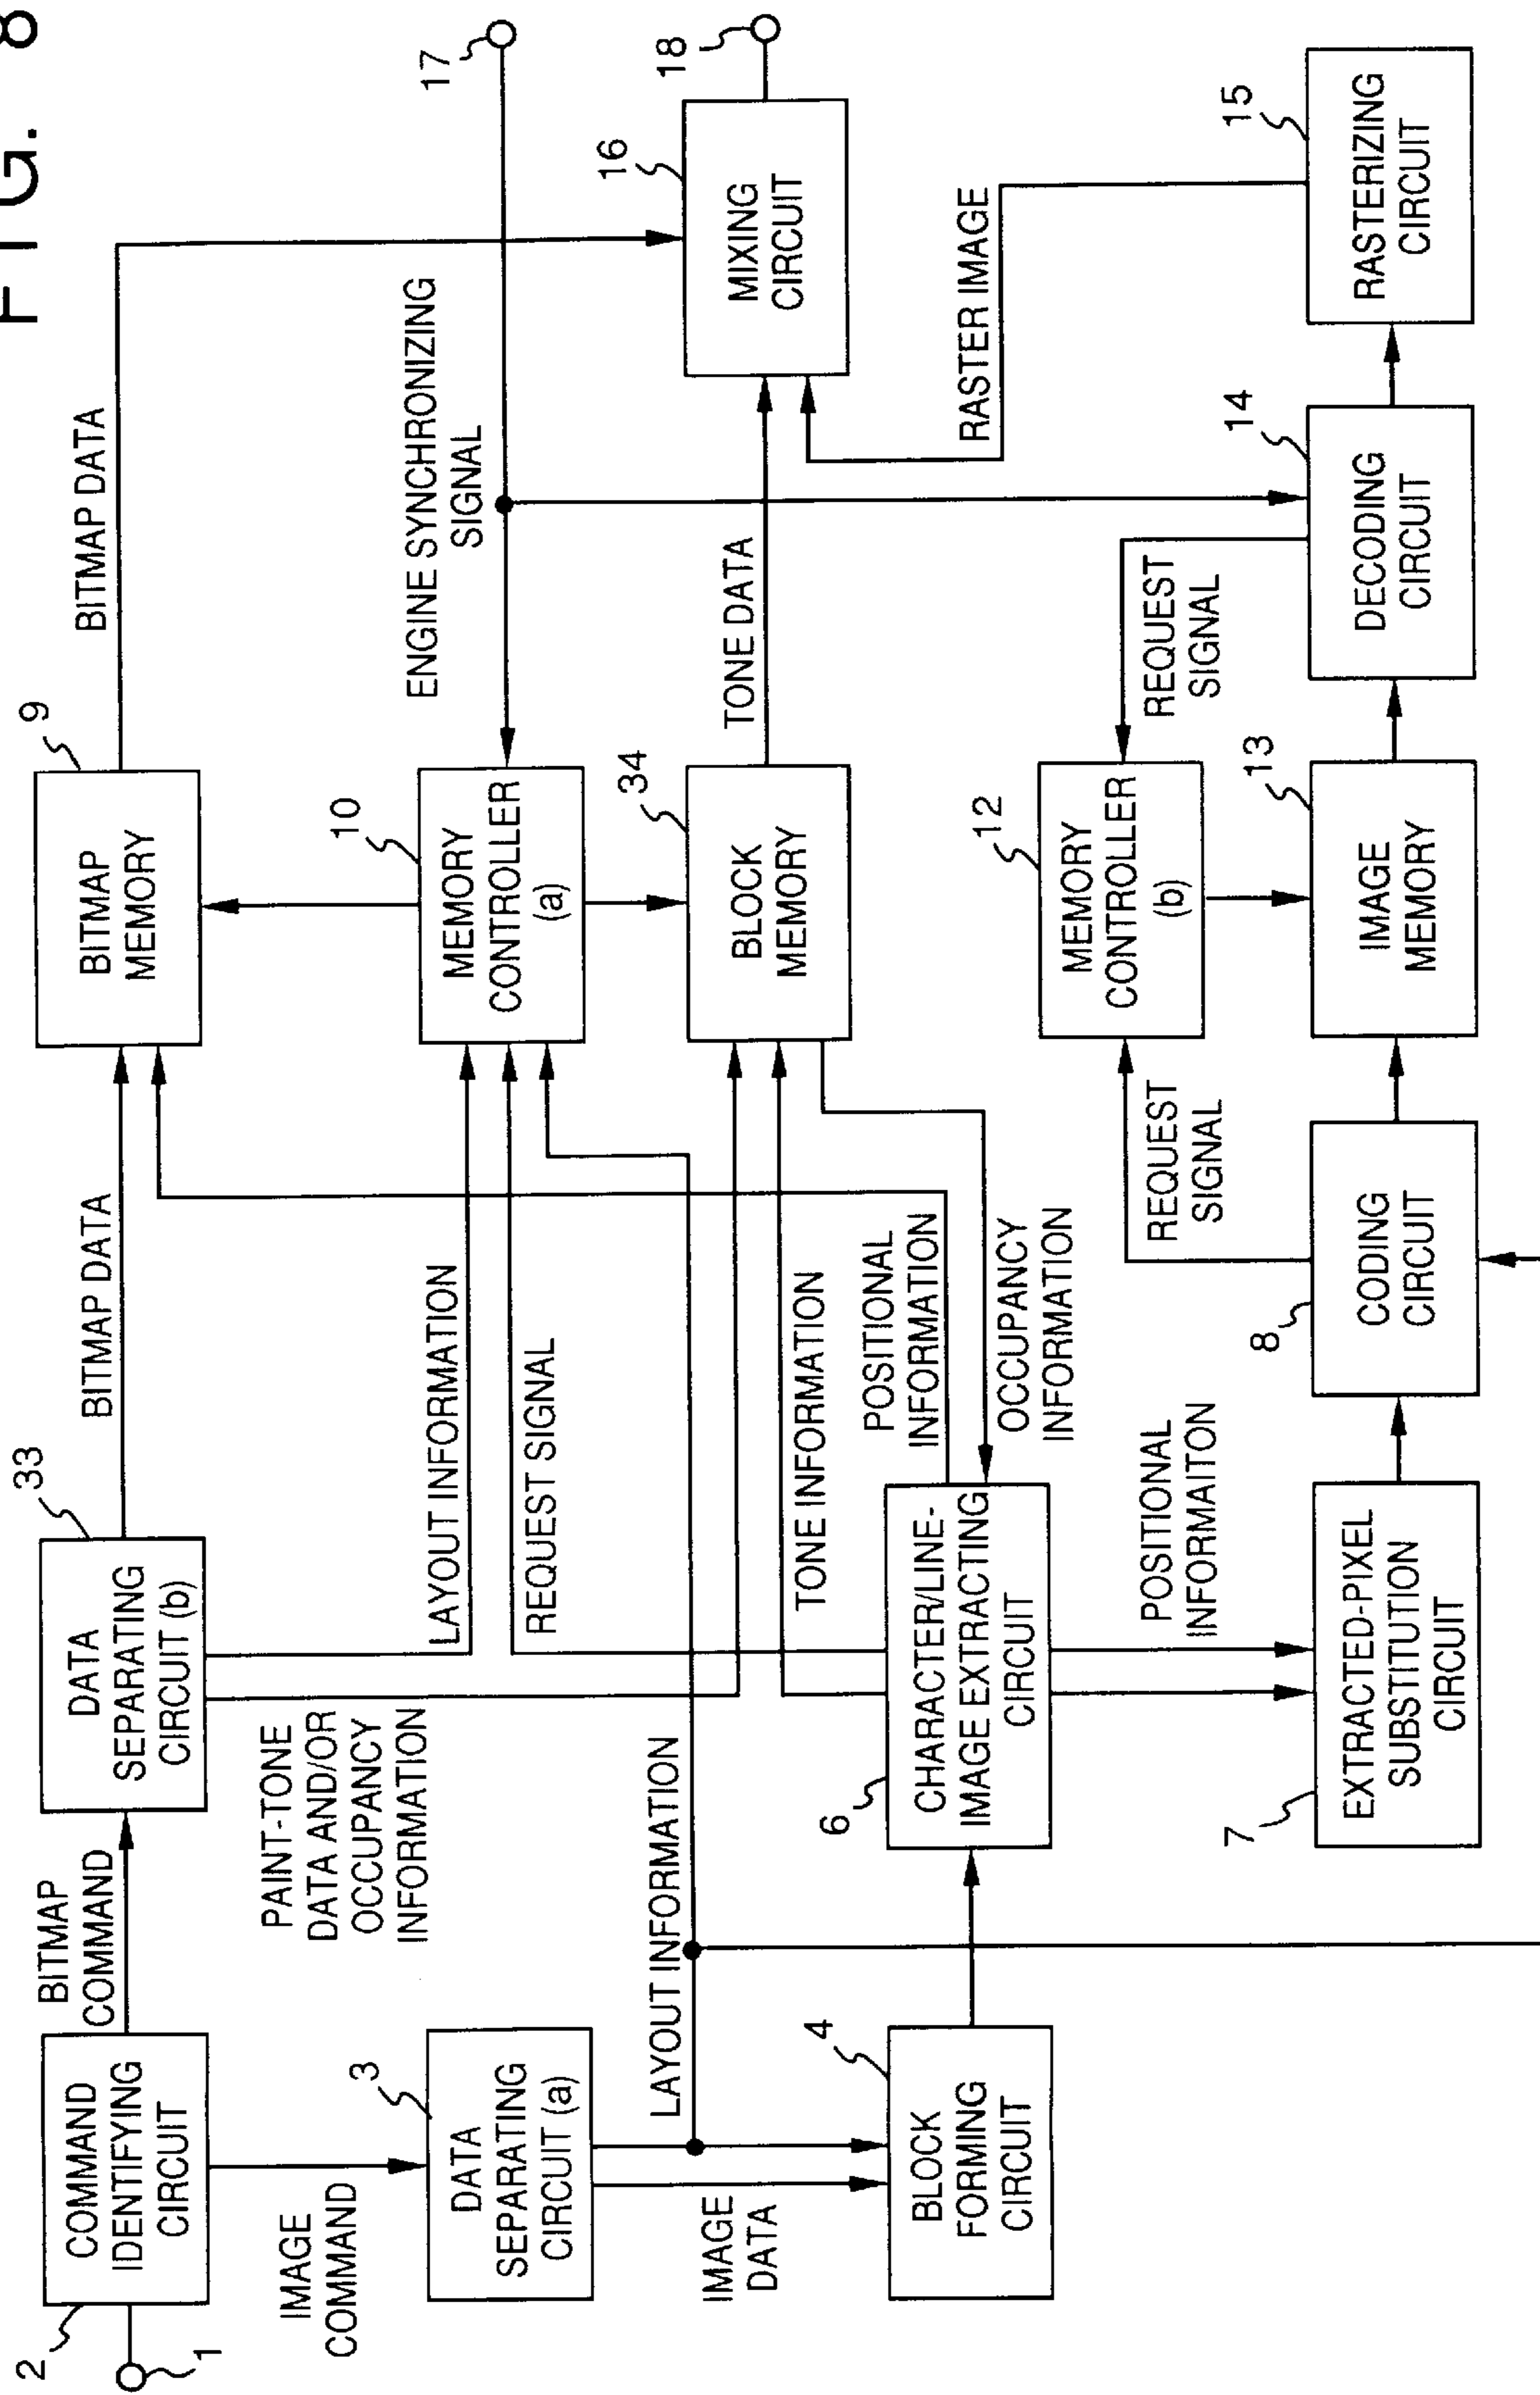 FIG. 8
1
2
COMMAND
IDENTIFYING
CIRCUIT
BITMAP
COMMAND
33
DATA
SEPARATING
CIRCUIT (b)
BITMAP DATA
9
BITMAP
MEMORY
BITMAP DATA
IMAGE
COMMAND
3
DATA
SEPARATING
CIRCUIT (a)
PAINT-TONE
DATA AND/OR
OCCUPANCY
INFORMATION
LAYOUT INFORMATION
REQUEST SIGNAL
10
MEMORY
CONTROLLER
(a)
ENGINE SYNCHRONIZING
SIGNAL
17
IMAGE
DATA
LAYOUT INFORMATION
TONE INFORMATION
34
BLOCK
MEMORY
TONE DATA
16
MIXING
CIRCUIT
18
4
BLOCK
FORMING
CIRCUIT
6
CHARACTER/LINE-
IMAGE EXTRACTING
CIRCUIT
POSITIONAL
INFORMATION
OCCUPANCY
INFORMATION
RASTER IMAGE
12
MEMORY
CONTROLLER
(b)
REQUEST
SIGNAL
REQUEST
SIGNAL
POSITIONAL
INFORMAITON
7
EXTRACTED-PIXEL
SUBSTITUTION
CIRCUIT
8
CODING
CIRCUIT
13
IMAGE
MEMORY
14
DECODING
CIRCUIT
15
RASTERIZING
CIRCUIT